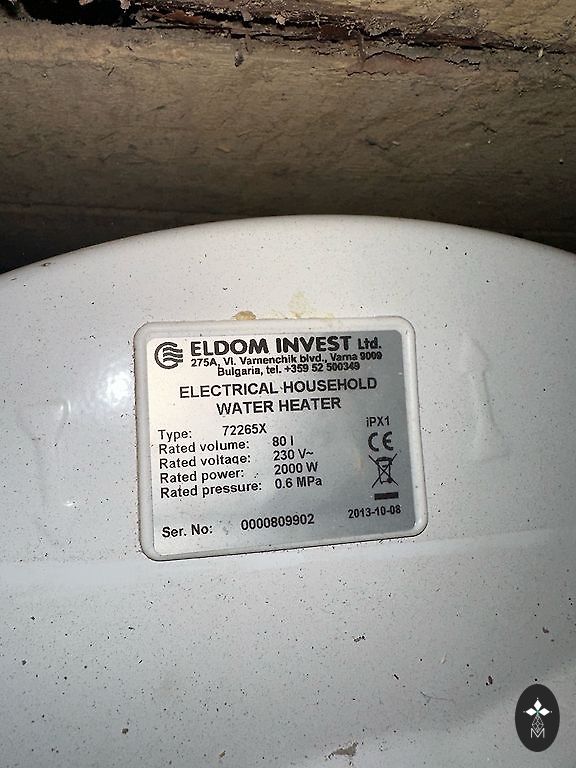 ELDOM INVEST Ltd.
275A, Vl. Varnenchik blvd., Varna 9009
Bulgaria, tel. +359 52 500349
ELECTRICAL HOUSEHOLD
WATER HEATER
iPX1
Type: 72265X
Rated volume: 80 l
Rated voltage: 230 V~
Rated power: 2000 W
Rated pressure: 0.6 MPa
CE
Ser. No: 0000809902
2013-10-08
M